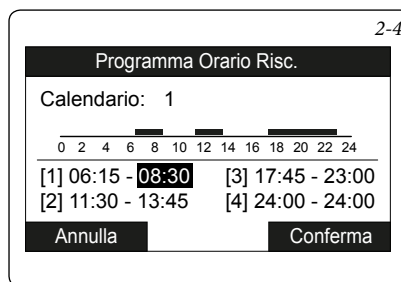 2-4
Programma Orario Risc.
Calendario: 1
0 2 4 6 8 10 12 14 16 18 20 22 24
[1] 06:15 - 08:30 [3] 17:45 - 23:00
[2] 11:30 - 13:45 [4] 24:00 - 24:00
Annulla Conferma